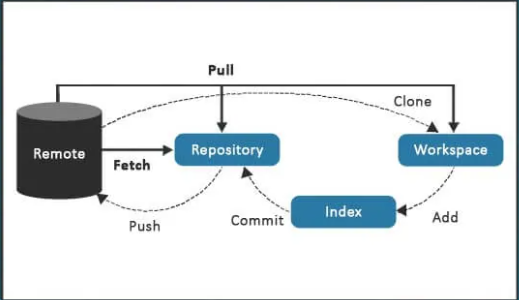 Pull
Clone
Remote
Fetch
Repository
Workspace
Push
Commit
Index
Add